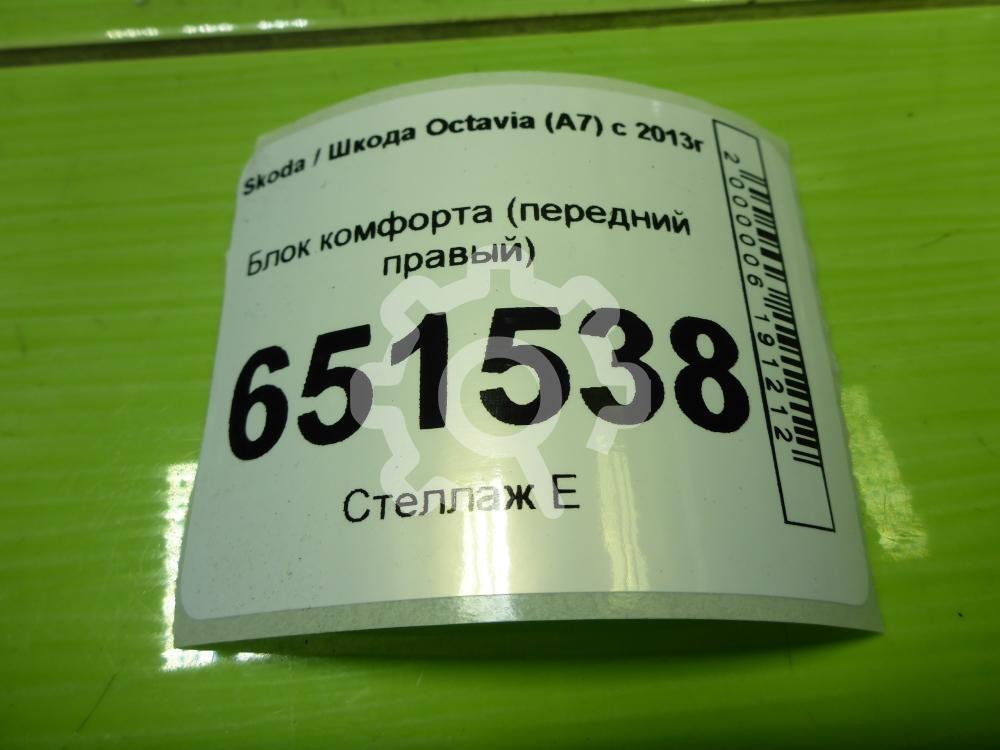 Skoda / Шкода Octavia (A7) с 2013г
Блок комфорта (передний
правый)
651538
Стеллаж Е
2000006191212